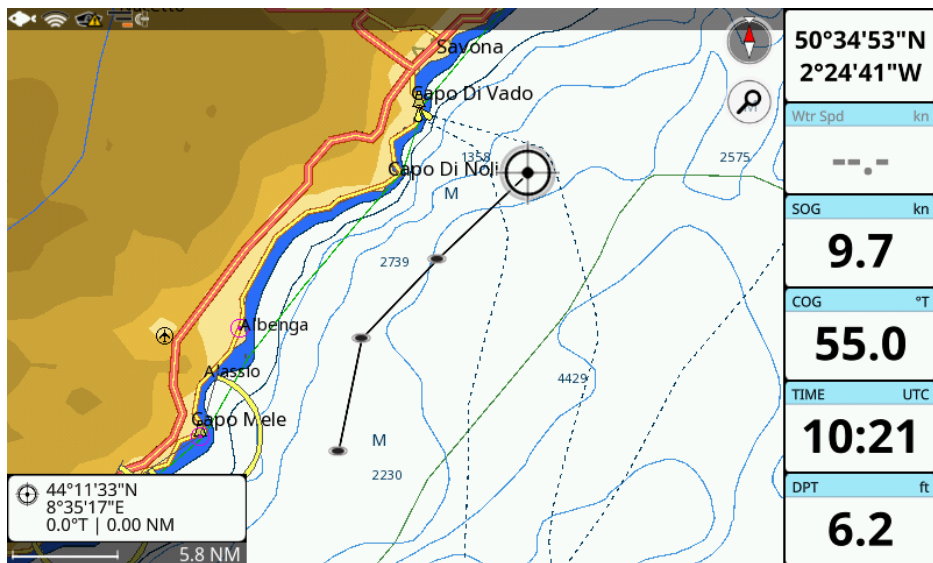 Savona
Capo Di Vado
1358
2575
Capo Di Noli
M
2739
Albenga
Alassio
4429
Capo Mele
M
2230
44°11'33"N
8°35'17"E
0.0°T | 0.00 NM
5.8 NM
50°34'53"N
2°24'41"W
Wtr Spd kn
--.-
SOG kn
9.7
COG °T
55.0
TIME UTC
10:21
DPT ft
6.2